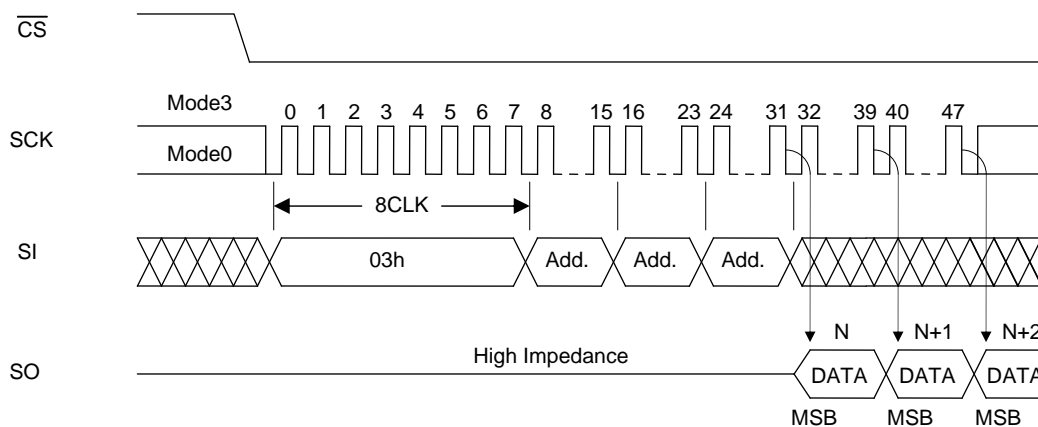 CS
Mode3
0 1 2 3 4 5 6 7 8 15 16 23 24 31 32 39 40 47
SCK
Mode0
8CLK
SI
03h Add. Add. Add.
N N+1 N+2
High Impedance
SO
DATA DATA DATA
MSB MSB MSB